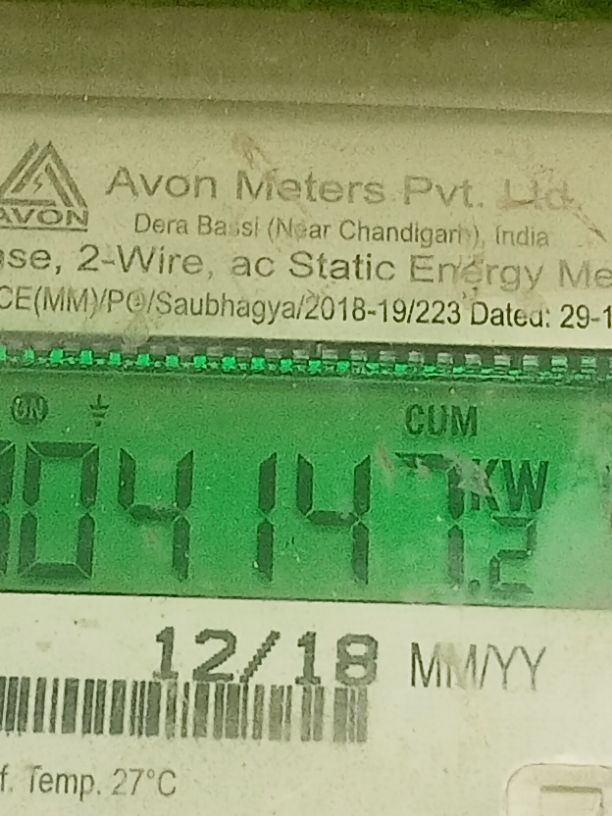 AVON
Avon Meters Pvt. Ltd.
Dera Bassi (Near Chandigarh), India
ase, 2-Wire, ac Static Energy Me
CE(MM)/PO/Saubhagya/2018-19/223 Dated: 29-1
ON CUM
04147.2 KW
12/18 MM/YY
f. Temp. 27°C